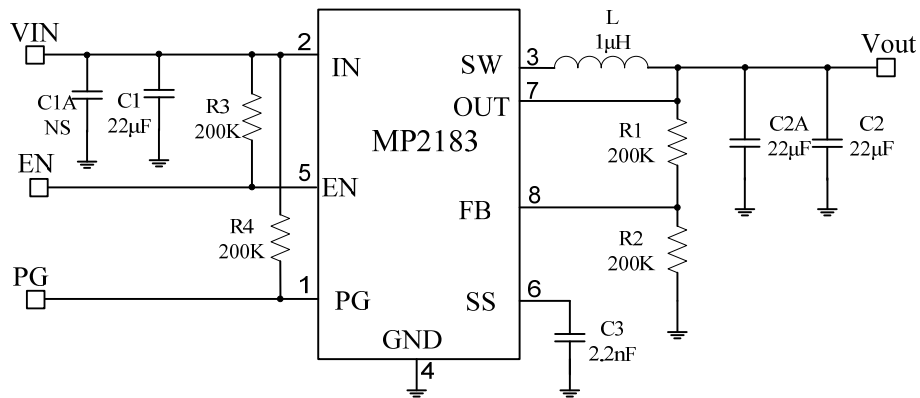 VIN
C1A
NS
C1
22μF
R3
200K
EN
R4
200K
PG
2
IN
5
EN
1
PG
MP2183
GND
4
SW
3
OUT
7
FB
8
SS
6
L
1μH
Vout
R1
200K
R2
200K
C2A
22μF
C2
22μF
C3
2.2nF